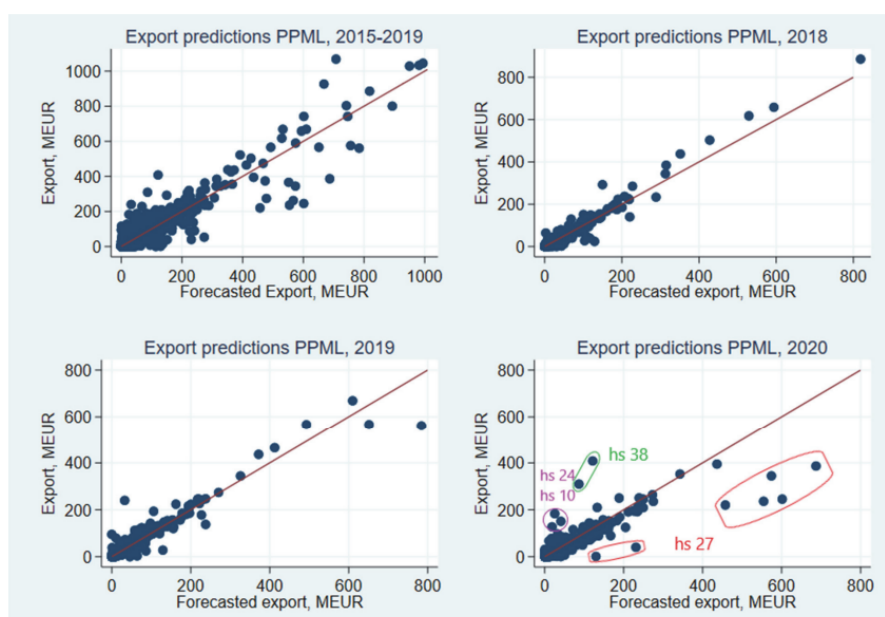 Export predictions PPML, 2015-2019
Export, MEUR
1000
800
600
400
200
0
0 200 400 600 800 1000
Forecasted Export, MEUR
Export predictions PPML, 2018
Export, MEUR
800
600
400
200
0
0 200 400 600 800
Forecasted export, MEUR
Export predictions PPML, 2019
Export, MEUR
800
600
400
200
0
0 200 400 600 800
Forecasted export, MEUR
Export predictions PPML, 2020
Export, MEUR
800
600
400
200
0
hs 38
hs 24
hs 10
hs 27
0 200 400 600 800
Forecasted export, MEUR